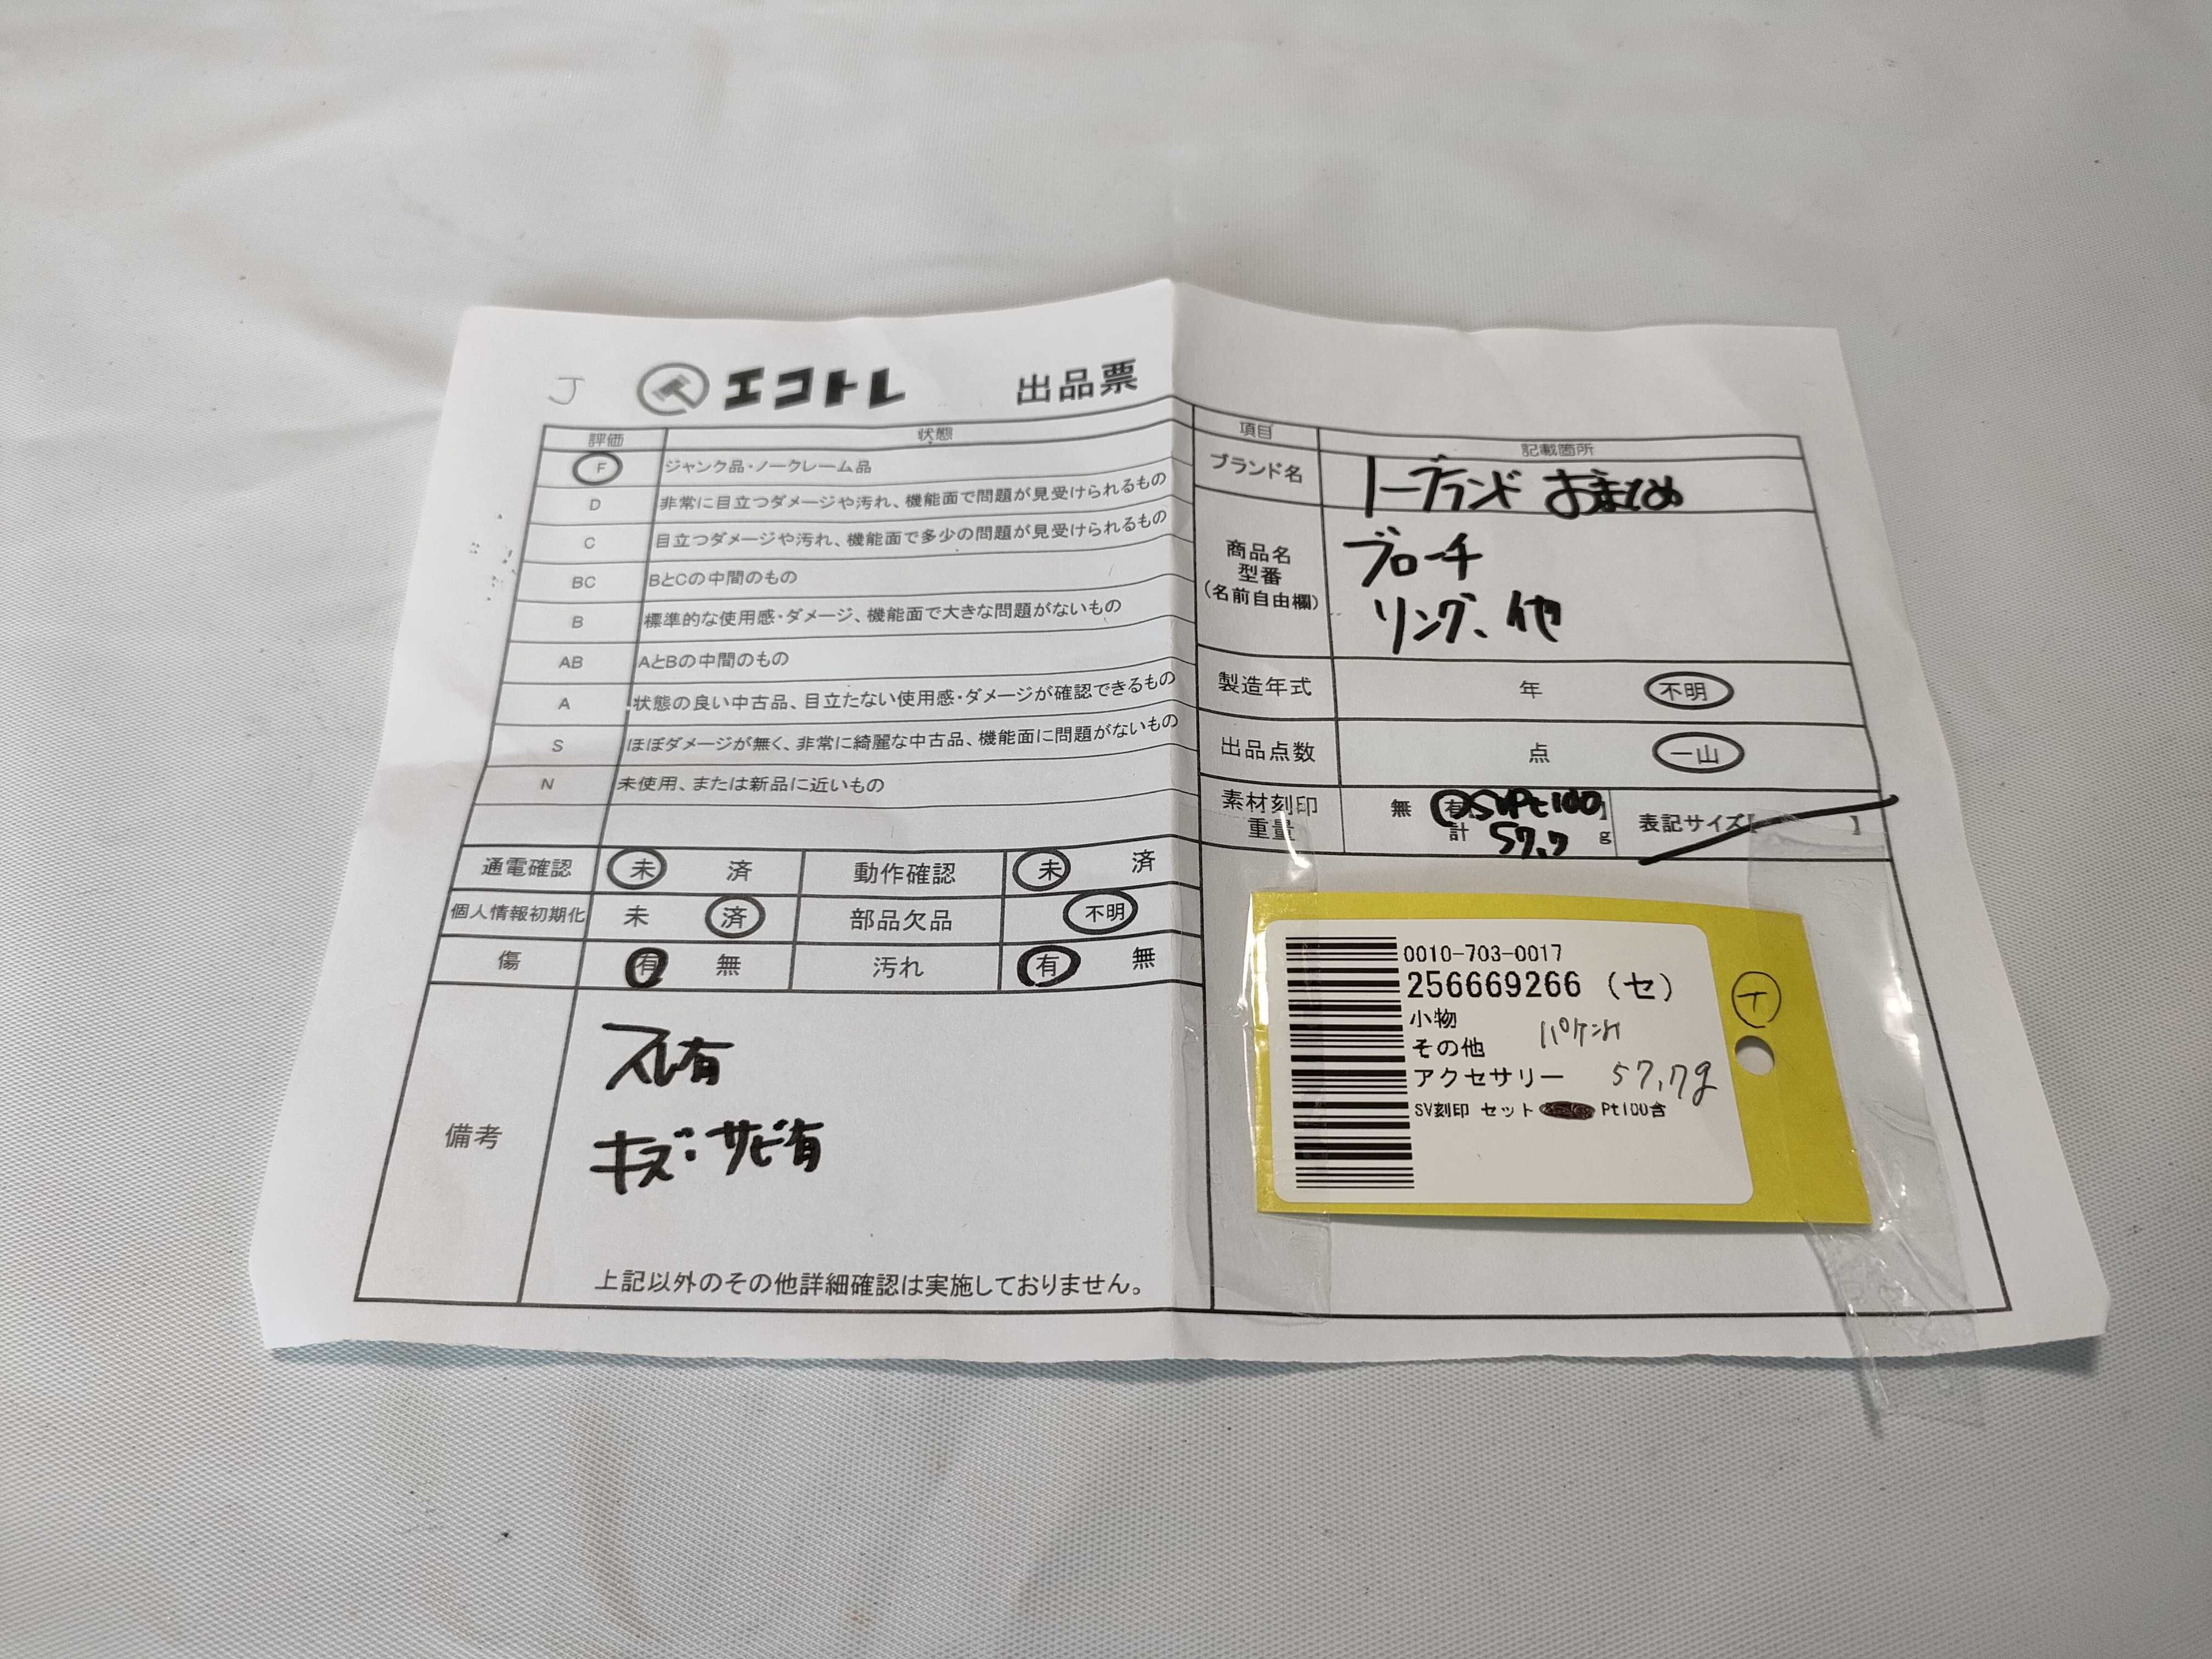 J エコトレ 出品票
評価 状態
F ジャンク品・ノークレーム品
D 非常に目立つダメージや汚れ、機能面で問題が見受けられるもの
C 目立つダメージや汚れ、機能面で多少の問題が見受けられるもの
BC BとCの中間のもの
B 標準的な使用感・ダメージ、機能面で大きな問題がないもの
AB AとBの中間のもの
A 状態の良い中古品、目立たない使用感・ダメージが確認できるもの
S ほぼダメージが無く、非常に綺麗な中古品、機能面に問題がないもの
N 未使用、または新品に近いもの
通電確認 未 済 動作確認 未 済
個人情報初期化 未 済 部品欠品 不明
傷 有 無 汚れ 有 無
備考
スレ有
キズ・サビ有
上記以外のその他詳細確認は実施しておりません。
項目 記載箇所
ブランド名 ノーブランド おまとめ
商品名
型番
(名前自由欄)
ブローチ
リング、他
製造年式 年 不明
出品点数 点 一山
素材刻印 無 有 SVPt100】
重量 計 57.7 g
表記サイズ【 】
0010-703-0017
256669266 (セ)
小物
その他
アクセサリー 57.7g
SV刻印 セット Pt100含